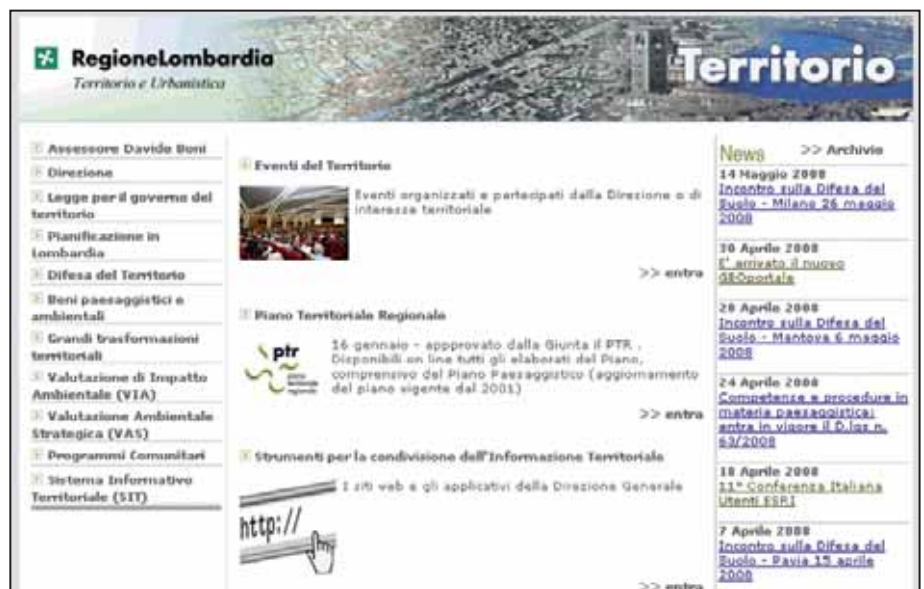 RegioneLombardia
Territorio e Urbanistica
Territorio
Assessore Davide Boni
Direzione
Legge per il governo del
territorio
Pianificazione in
Lombardia
Difesa del Territorio
Beni paesaggistici e
ambientali
Grandi trasformazioni
territoriali
Valutazione di Impatto
Ambientale (VIA)
Valutazione Ambientale
Strategica (VAS)
Programmi Comunitari
Sistema Informativo
Territoriale (SIT)
Eventi del Territorio
Eventi organizzati e partecipati dalla Direzione o di
interesse territoriale
>> entra
Piano Territoriale Regionale
ptr
piano
territoriale
regionale
16 gennaio - appprovato dalla Giunta il PTR .
Disponibili on line tutti gli elaborati del Piano,
comprensivo del Piano Paesaggistico (aggiornamento
del piano vigente dal 2001)
>> entra
Strumenti per la condivisione dell'Informazione Territoriale
I siti web e gli applicativi della Direzione Generale
http://
>> entra
News >> Archivio
14 Maggio 2008
Incontro sulla Difesa del
Suolo - Milano 26 maggio
2008
30 Aprile 2008
E' arrivato il nuovo
GEOportale
28 Aprile 2008
Incontro sulla Difesa del
Suolo - Mantova 6 maggio
2008
24 Aprile 2008
Competenze e procedure in
materia paesaggistica:
entra in vigore il D.lgs n.
63/2008
18 Aprile 2008
11° Conferenza Italiana
Utenti ESRI
7 Aprile 2008
Incontro sulla Difesa del
Suolo - Pavia 15 aprile
2008